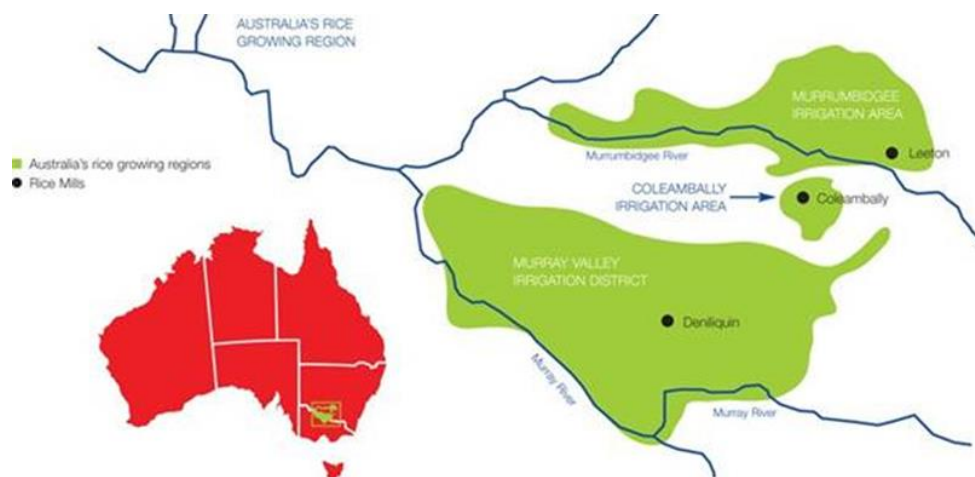 AUSTRALIA'S RICE
GROWING REGION
MURRUMBIDGEE
IRRIGATION AREA
Murrumbidgee River
Leeton
Australia's rice growing regions
Rice Mills
COLEAMBALLY
IRRIGATION AREA
Coleambally
MURRAY VALLEY
IRRIGATION DISTRICT
Deniliquin
Murray River
Murray River